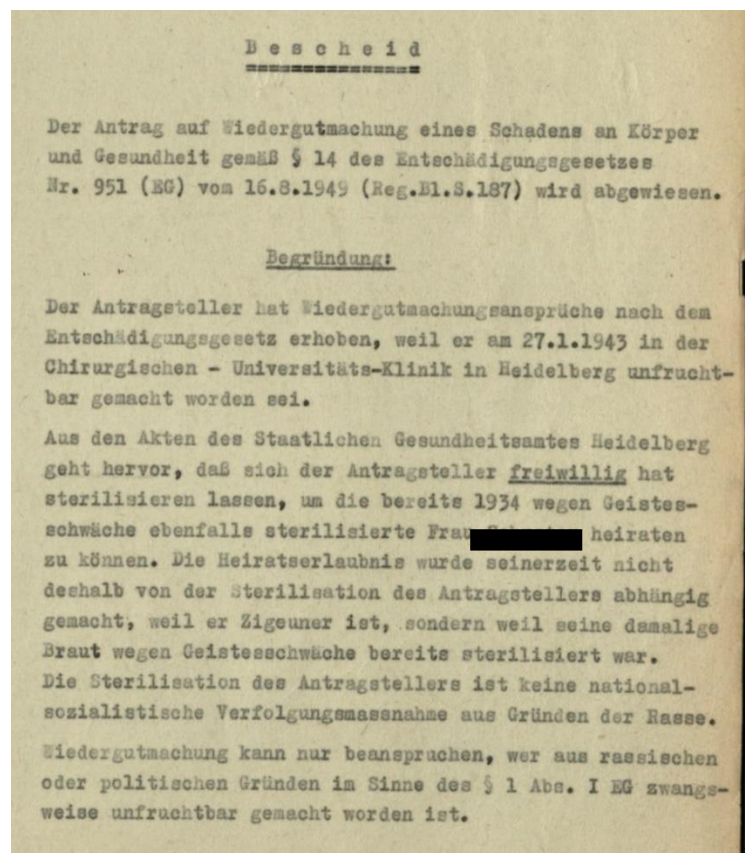 Bescheid
Der Antrag auf Wiedergutmachung eines Schadens an Körper
und Gesundheit gemäß § 14 des Entschädigungsgesetzes
Nr. 951 (EG) vom 16.8.1949 (Reg.Bl.S.187) wird abgewiesen.
Begründung:
Der Antragsteller hat Wiedergutmachungsansprüche nach dem
Entschädigungsgesetz erhoben, weil er am 27.1.1943 in der
Chirurgischen - Universitäts-Klinik in Heidelberg unfrucht-
bar gemacht worden sei.
Aus den Akten des Staatlichen Gesundheitsamtes Heidelberg
geht hervor, daß sich der Antragsteller freiwillig hat
sterilisieren lassen, um die bereits 1934 wegen Geistes-
schwäche ebenfalls sterilisierte Frau heiraten
zu können. Die Heiratserlaubnis wurde seinerzeit nicht
deshalb von der Sterilisation des Antragstellers abhängig
gemacht, weil er Zigeuner ist, sondern weil seine damalige
Braut wegen Geistesschwäche bereits sterilisiert war.
Die Sterilisation des Antragstellers ist keine national-
sozialistische Verfolgungsmassnahme aus Gründen der Rasse.
Wiedergutmachung kann nur beanspruchen, wer aus rassischen
oder politischen Gründen im Sinne des § 1 Abs. I EG zwangs-
weise unfruchtbar gemacht worden ist.